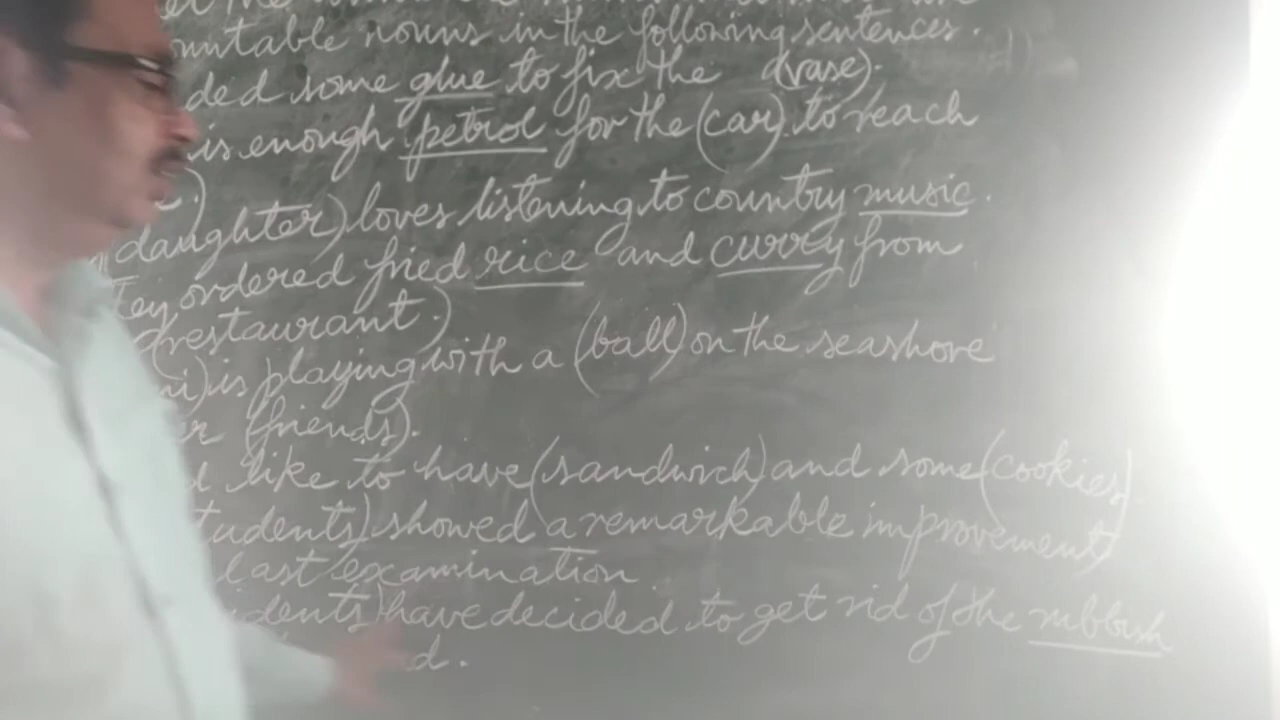 nouns in the following sentences.
ded some glue to fix the (vase).
is enough petrol for the (car) to reach
daughter) loves listening to country music.
ordered fried rice and curry from
(restaurant.)
is playing with a (ball) on the seashore
er (friends).
d like to have (sandwich) and some (cookies)
tudents) showed a remarkable improvement
last examination
idents) have decided to get rid of the rubbish
d.